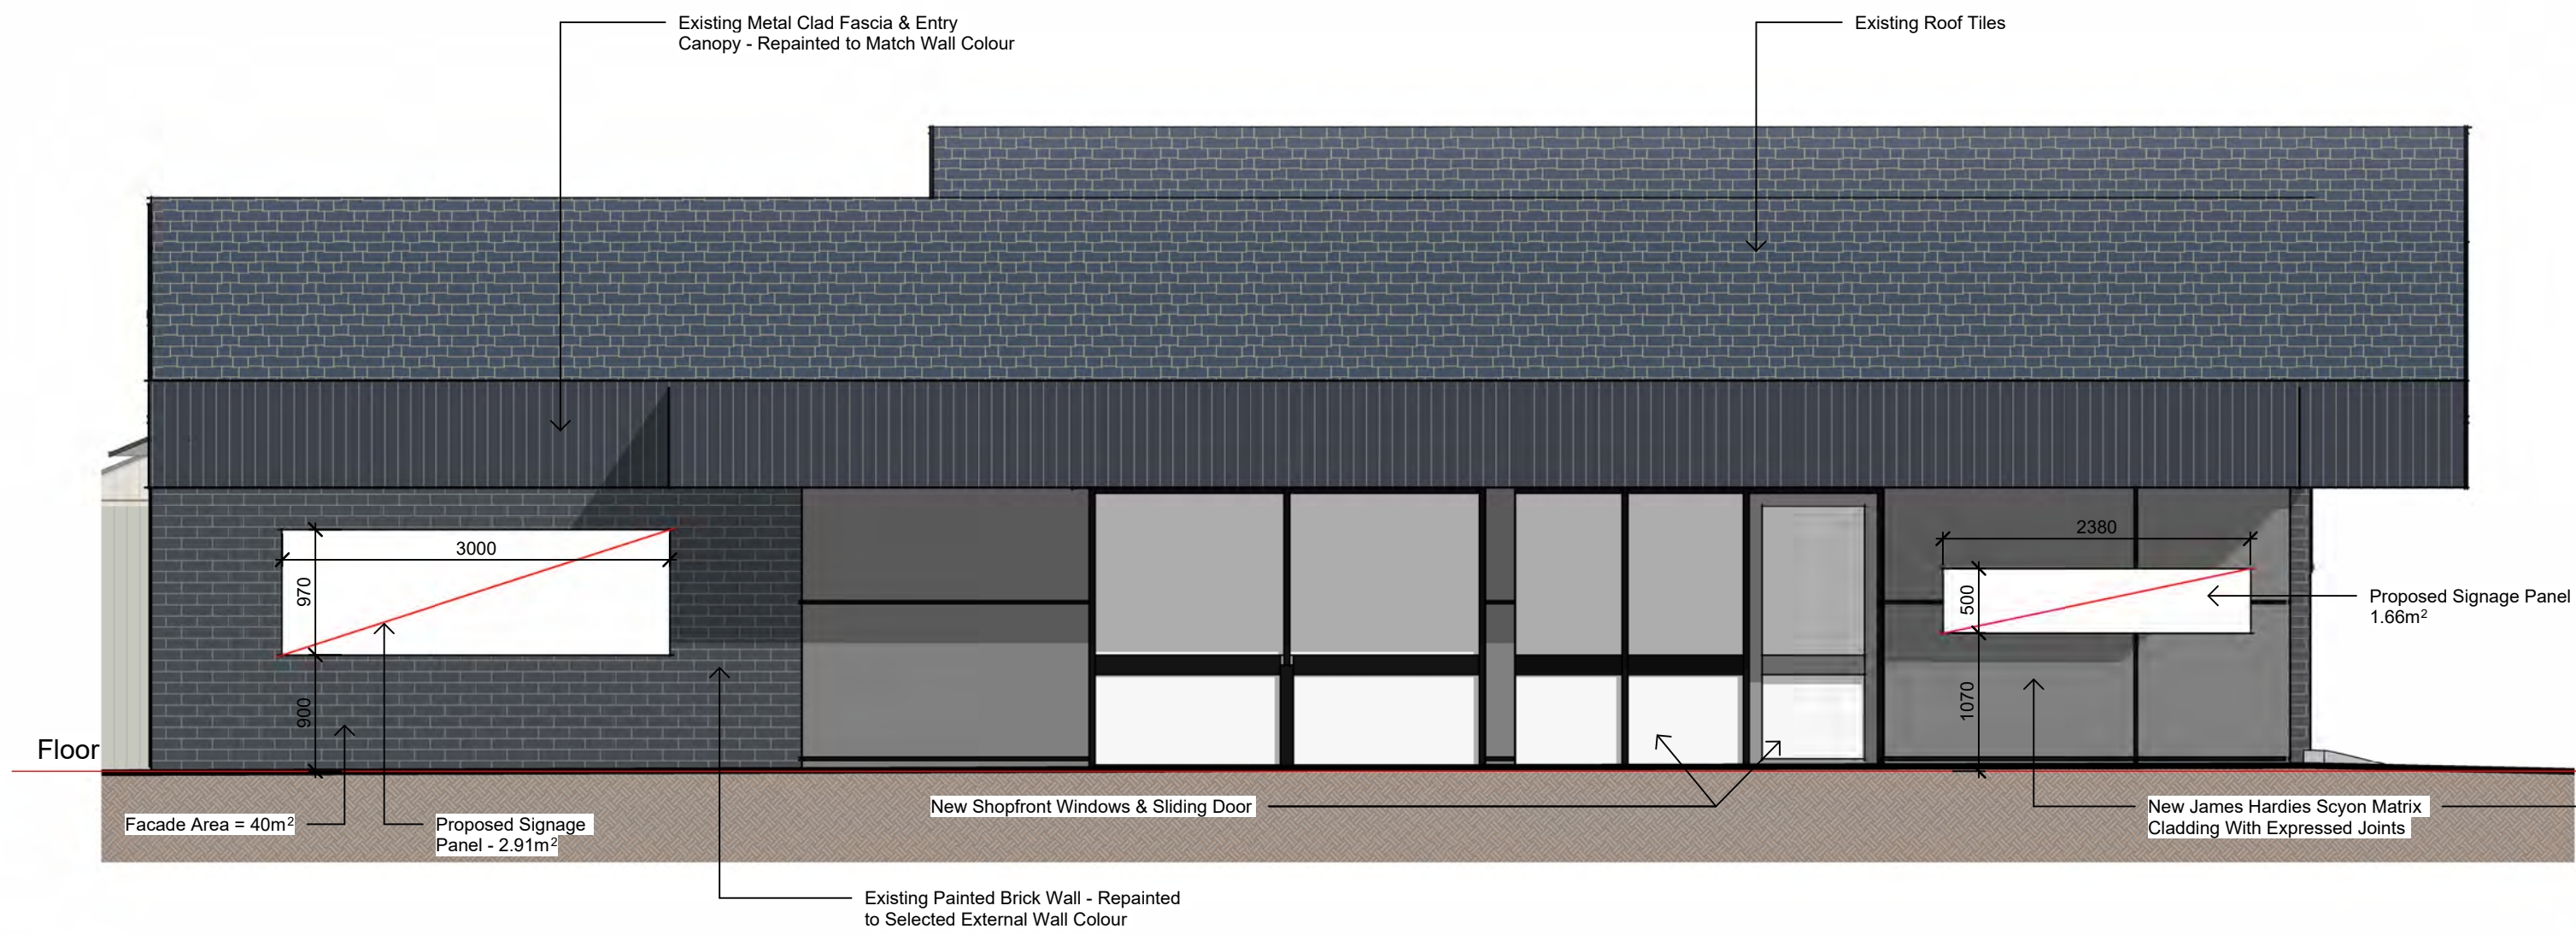 Existing Metal Clad Fascia & Entry
Canopy - Repainted to Match Wall Colour
Existing Roof Tiles
3000
970
900
2380
500
1070
Proposed Signage Panel
1.66m²
Floor
Facade Area = 40m²
Proposed Signage
Panel - 2.91m²
New Shopfront Windows & Sliding Door
New James Hardies Scyon Matrix
Cladding With Expressed Joints
Existing Painted Brick Wall - Repainted
to Selected External Wall Colour